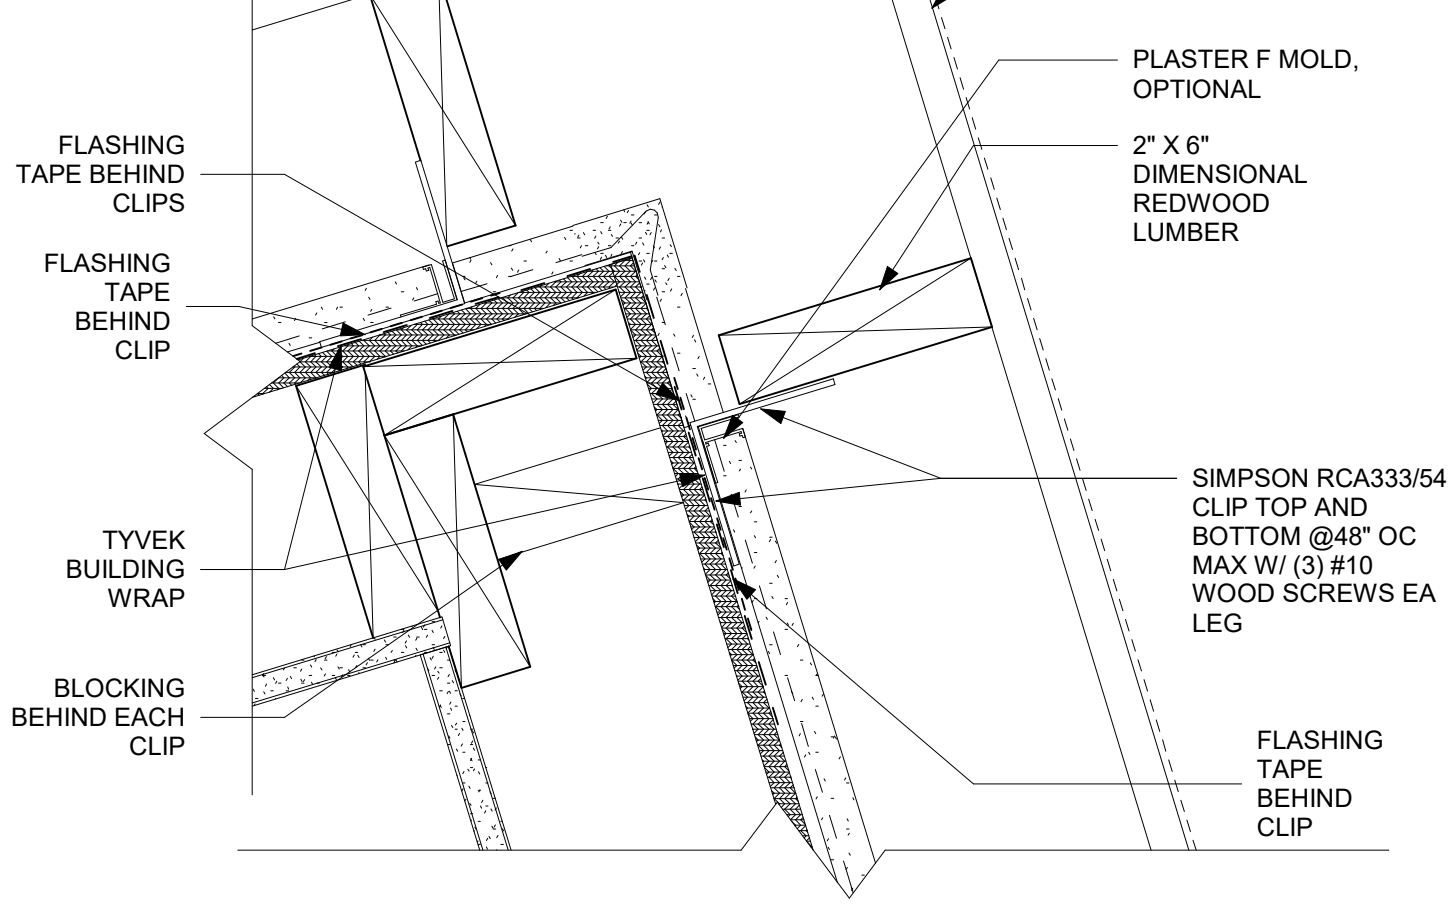 PLASTER F MOLD,
OPTIONAL
2" X 6"
DIMENSIONAL
REDWOOD
LUMBER
FLASHING
TAPE BEHIND
CLIPS
FLASHING
TAPE
BEHIND
CLIP
SIMPSON RCA333/54
CLIP TOP AND
BOTTOM @48" OC
MAX W/ (3) #10
WOOD SCREWS EA
LEG
TYVEK
BUILDING
WRAP
BLOCKING
BEHIND EACH
CLIP
FLASHING
TAPE
BEHIND
CLIP